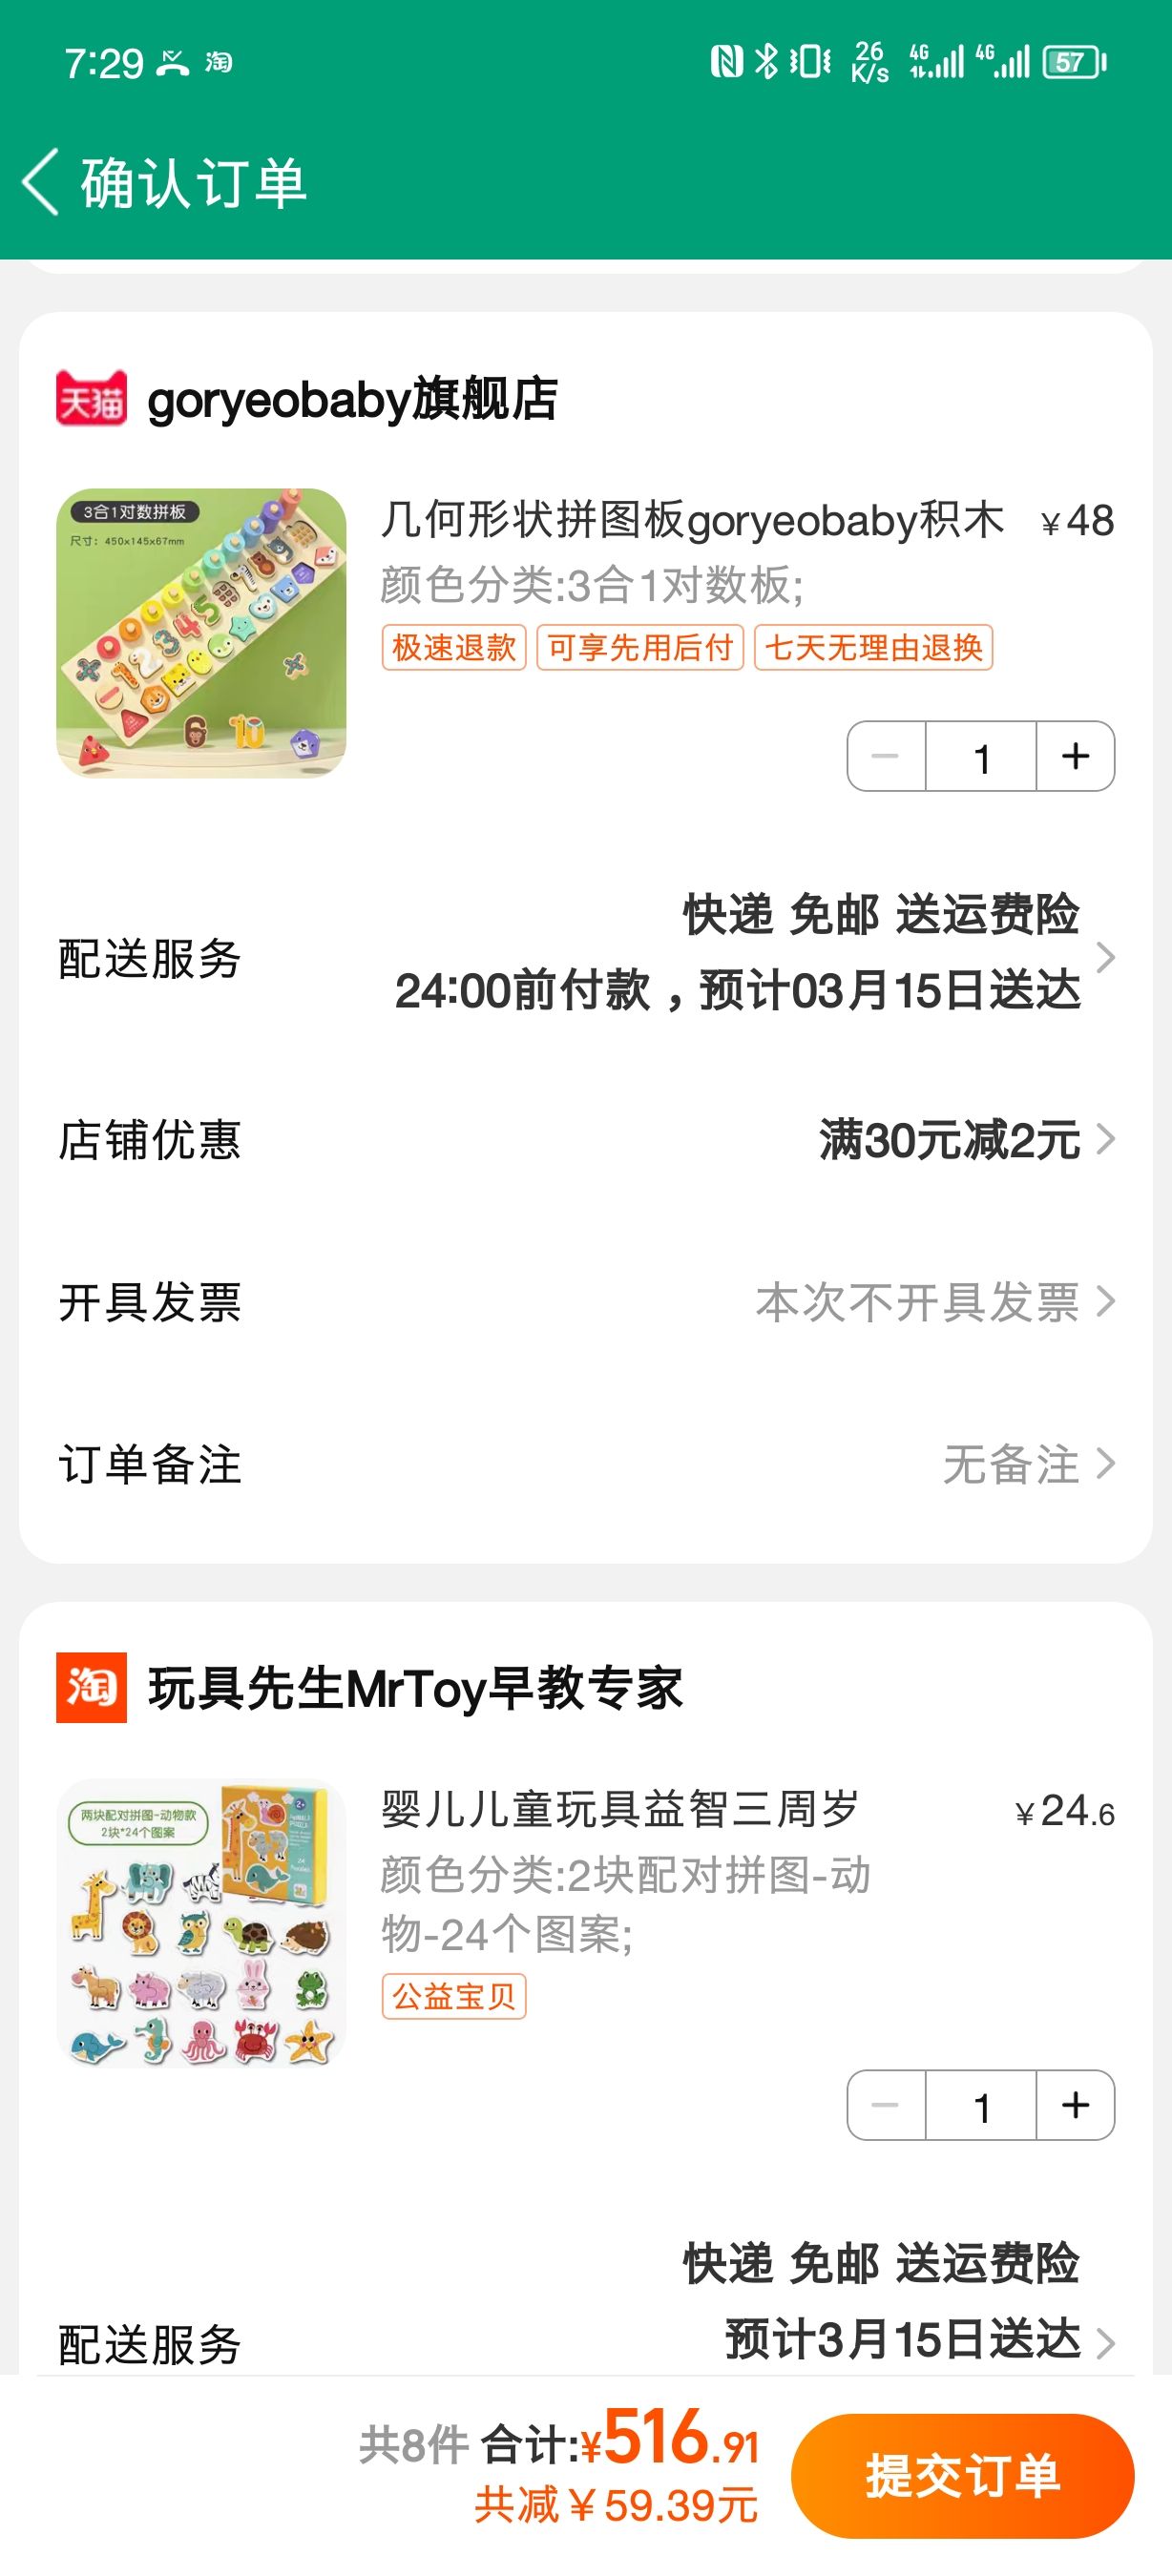 7:29 淘 26 K/s 4G 4G 57
确认订单
天猫 goryeobaby旗舰店
3合1对数拼板
尺寸：450x145x67mm
几何形状拼图板goryeobaby积木 ¥48
颜色分类:3合1对数板;
极速退款 可享先用后付 七天无理由退换
1 +
快递 免邮 送运费险
配送服务
24:00前付款，预计03月15日送达
店铺优惠 满30元减2元
开具发票 本次不开具发票
订单备注 无备注
淘 玩具先生MrToy早教专家
两块配对拼图-动物款
2块*24个图案
婴儿儿童玩具益智三周岁 ¥24.6
颜色分类:2块配对拼图-动
物-24个图案;
公益宝贝
1 +
快递 免邮 送运费险
配送服务 预计3月15日送达
共8件 合计:¥516.91
共减￥59.39元
提交订单